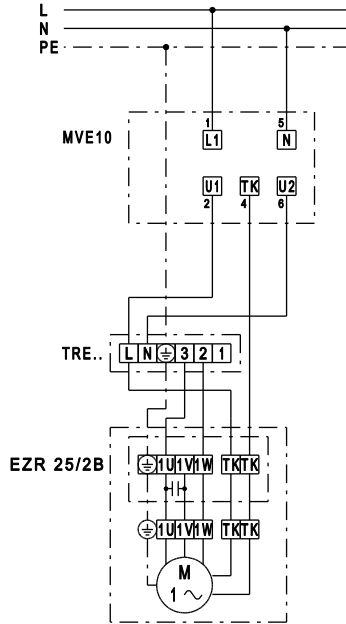 L
N
PE
MVE10
1 5
L1 N
U1 TK U2
2 4 6
TRE.. L N 3 2 1
EZR 25/2B 1U 1V 1W TK TK
1U 1V 1W TK TK
M
1 ~